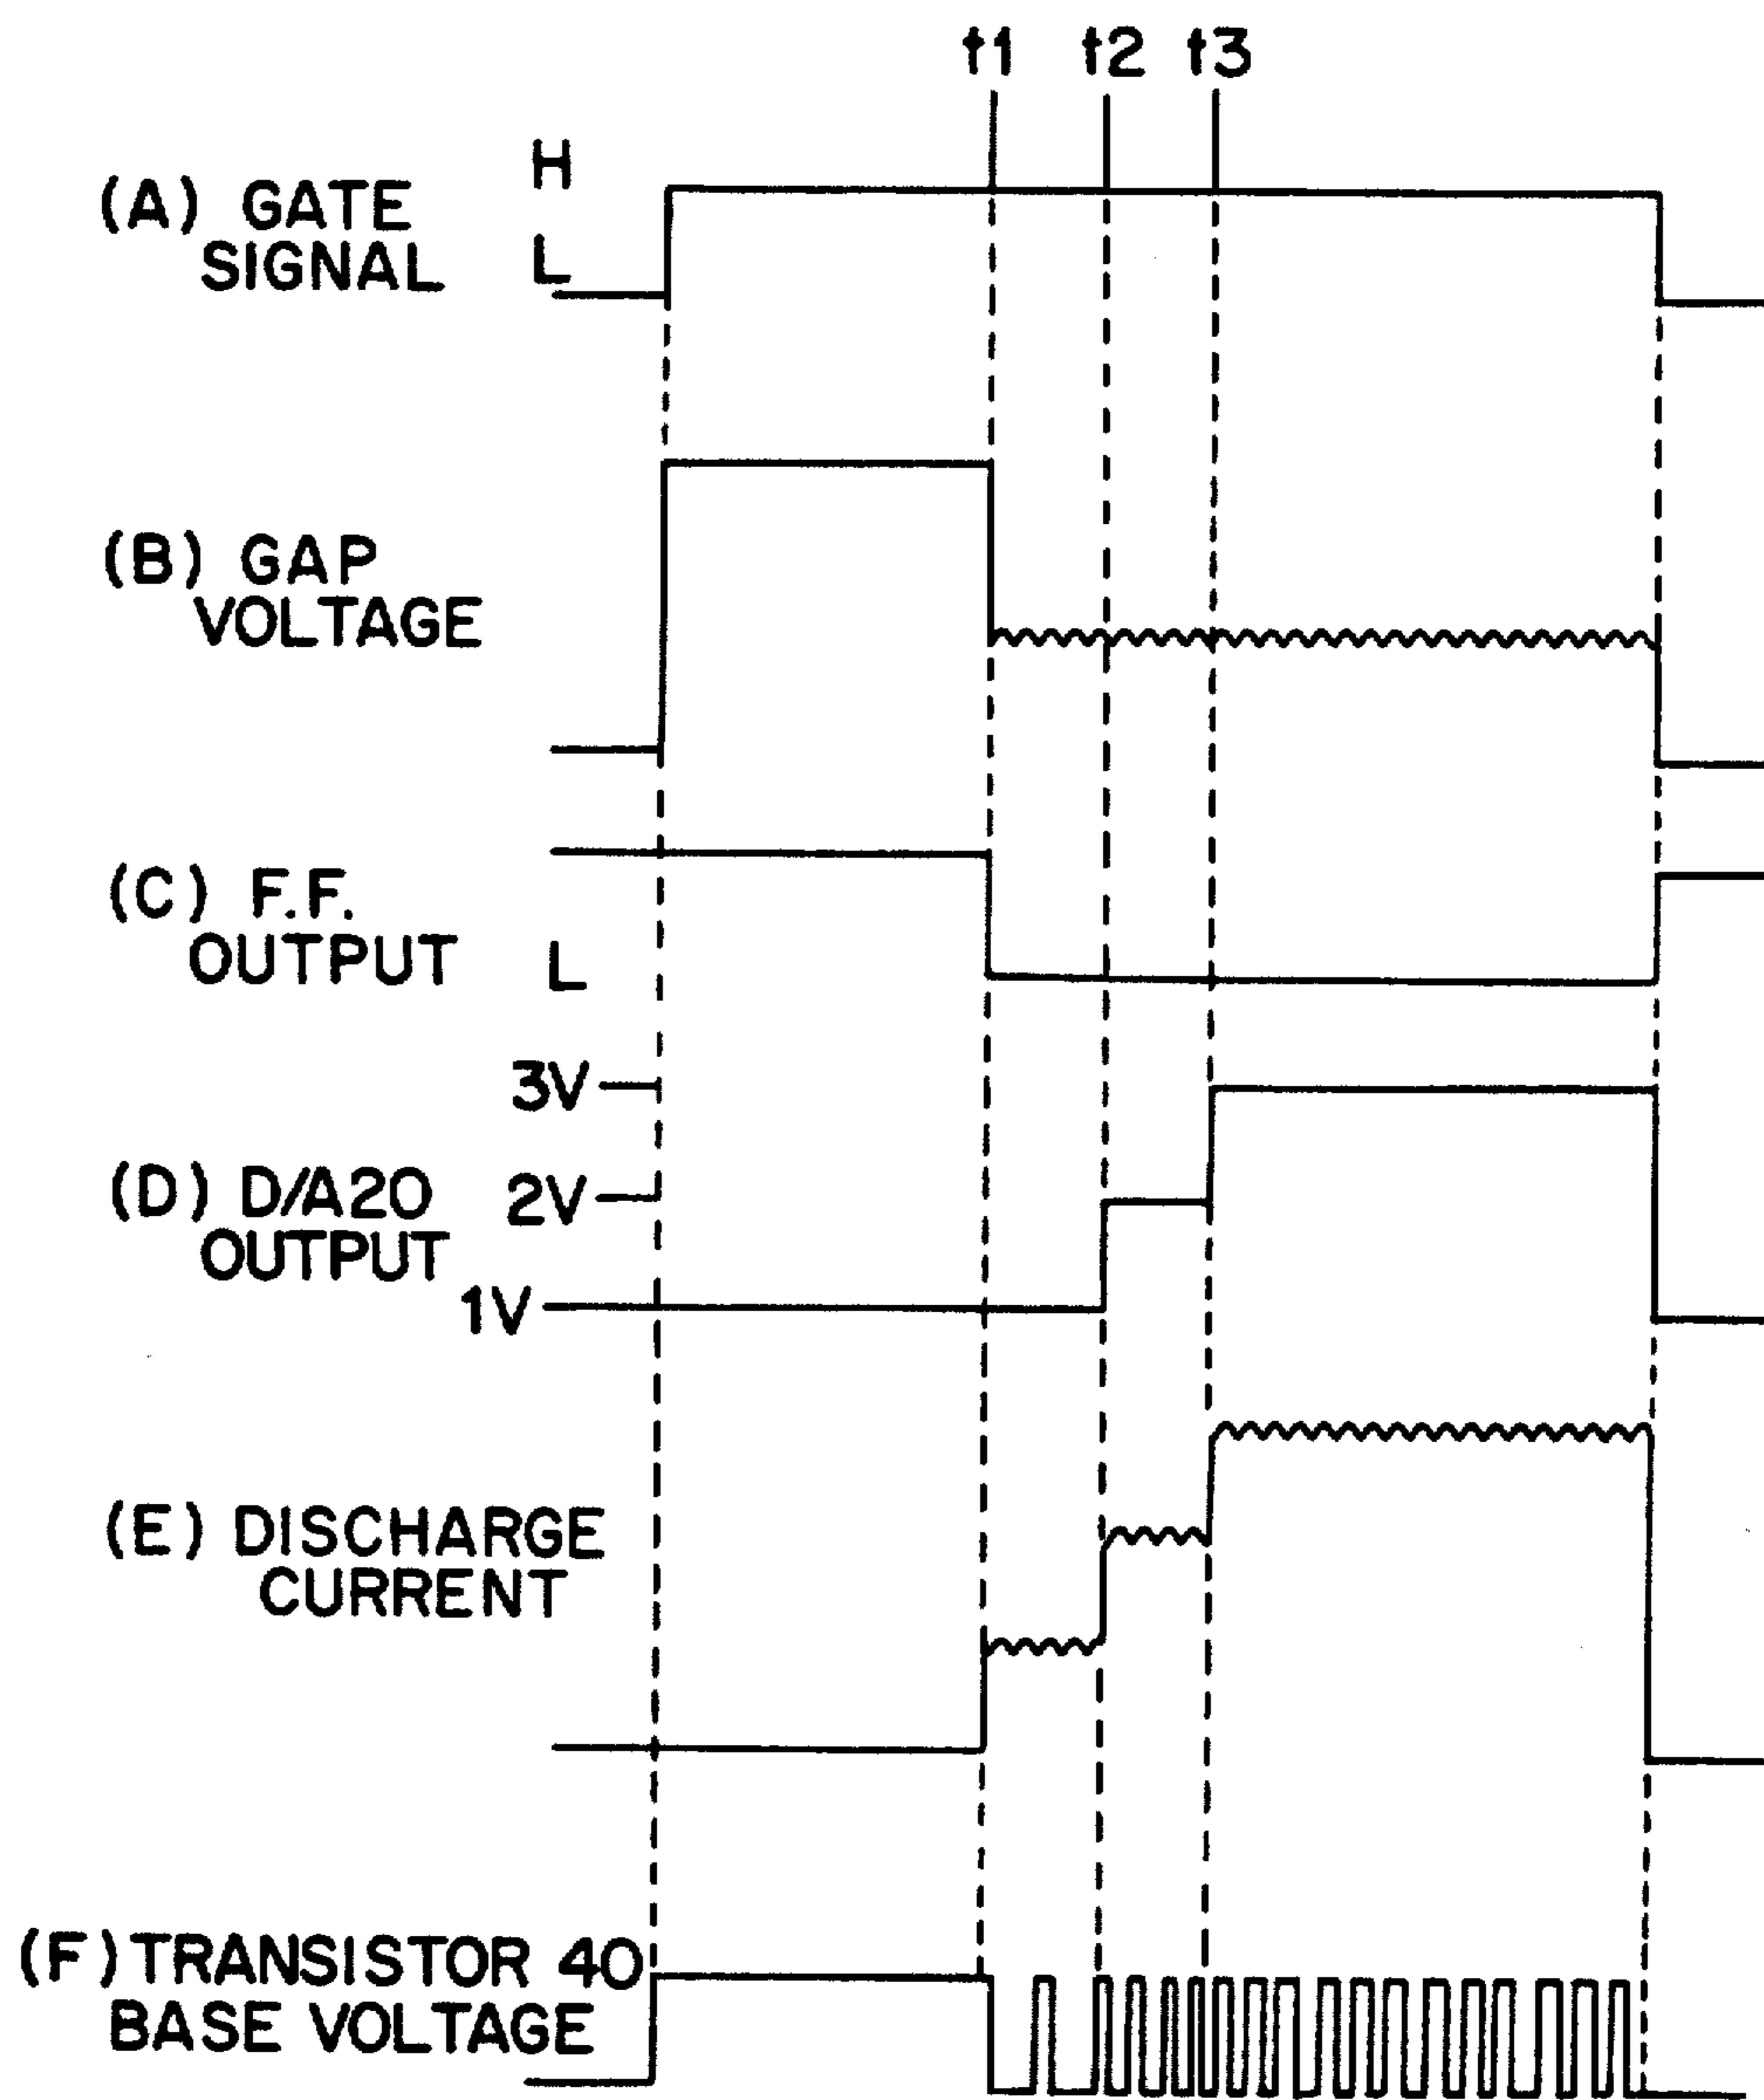 t1 t2 t3
H
(A) GATE
SIGNAL L
(B) GAP
VOLTAGE
(C) F.F.
OUTPUT L
3V
(D) D/A20 2V
OUTPUT
1V
(E) DISCHARGE
CURRENT
(F) TRANSISTOR 40
BASE VOLTAGE